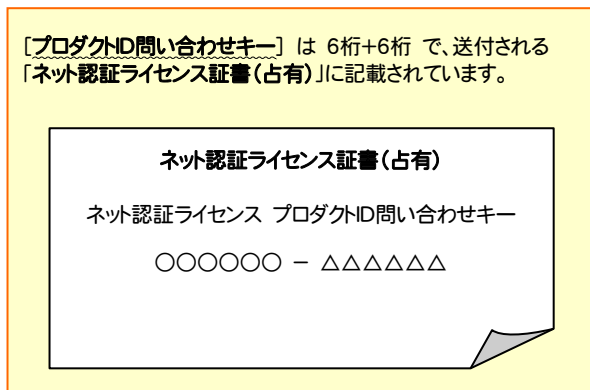 [プロダクトID問い合わせキー] は 6桁+6桁 で、送付される
「ネット認証ライセンス証書(占有)」に記載されています。
ネット認証ライセンス証書(占有)
ネット認証ライセンス プロダクトID問い合わせキー
○○○○○○ － △△△△△△